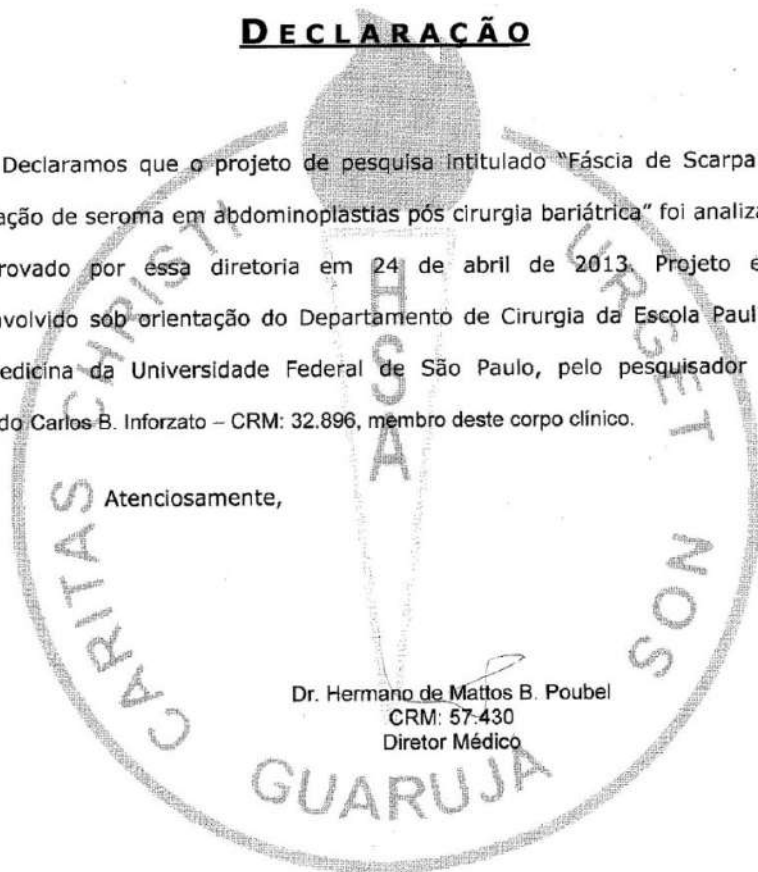 DECLARAÇÃO
Declaramos que o projeto de pesquisa intitulado "Fáscia de Scarpa
ação de seroma em abdominoplastias pós cirurgia bariátrica" foi analiza
rovado por essa diretoria em 24 de abril de 2013. Projeto e
nvolvido sob orientação do Departamento de Cirurgia da Escola Paul
edicina da Universidade Federal de São Paulo, pelo pesquisador
do Carlos B. Inforzato – CRM: 32.896, membro deste corpo clínico.
Atenciosamente,
Dr. Hermano de Mattos B. Poubel
CRM: 57.430
Diretor Médico
CARITAS CHRISTI URGET NOS
HSA
GUARUJÁ